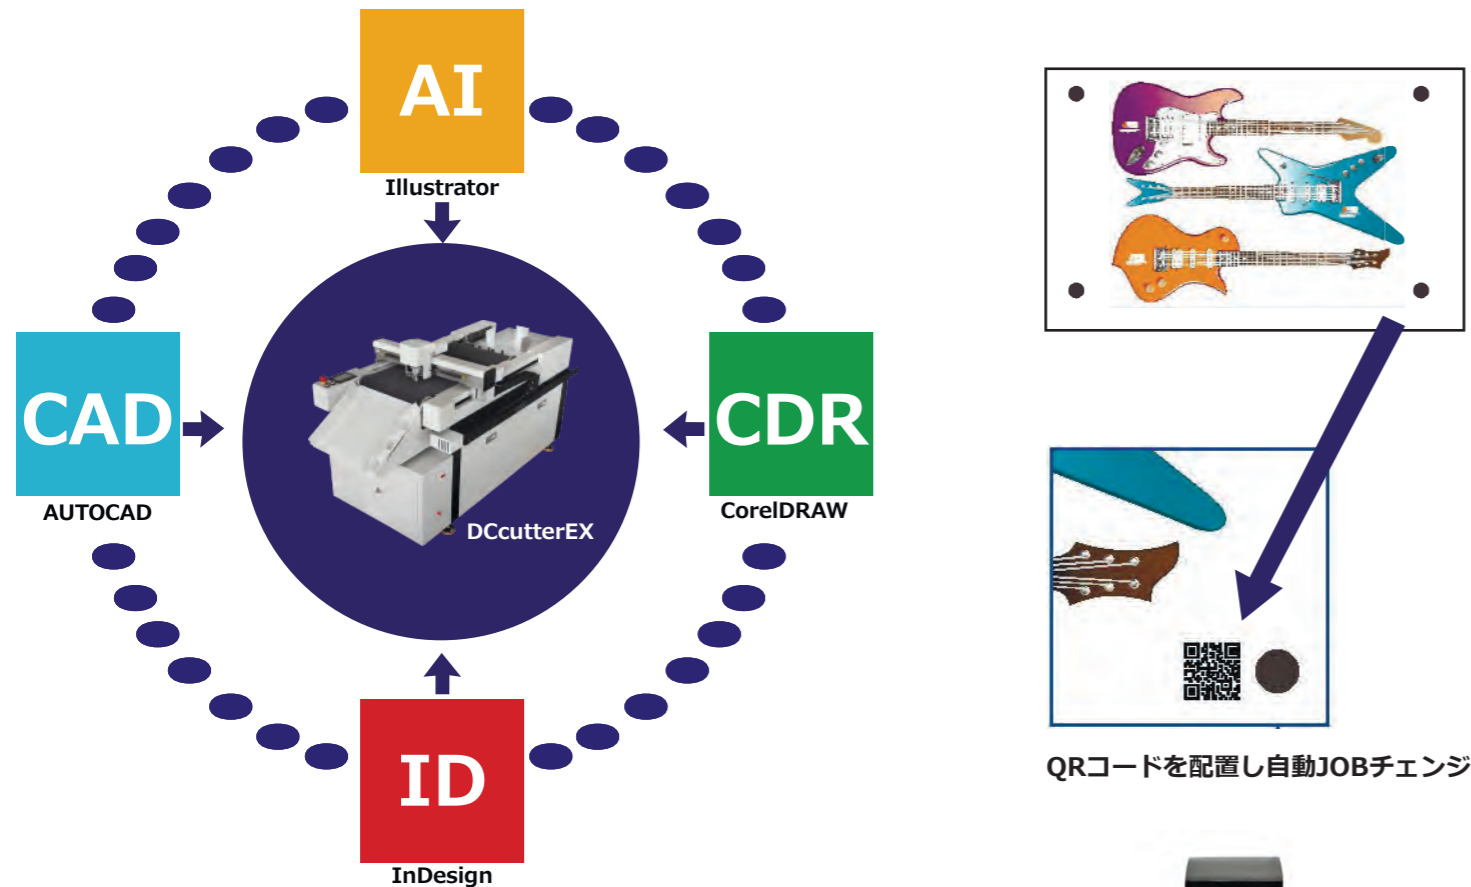 AI
Illustrator
CAD
AUTOCAD
DCcutterEX
CDR
CorelDRAW
ID
InDesign
QRコードを配置し自動JOBチェンジ